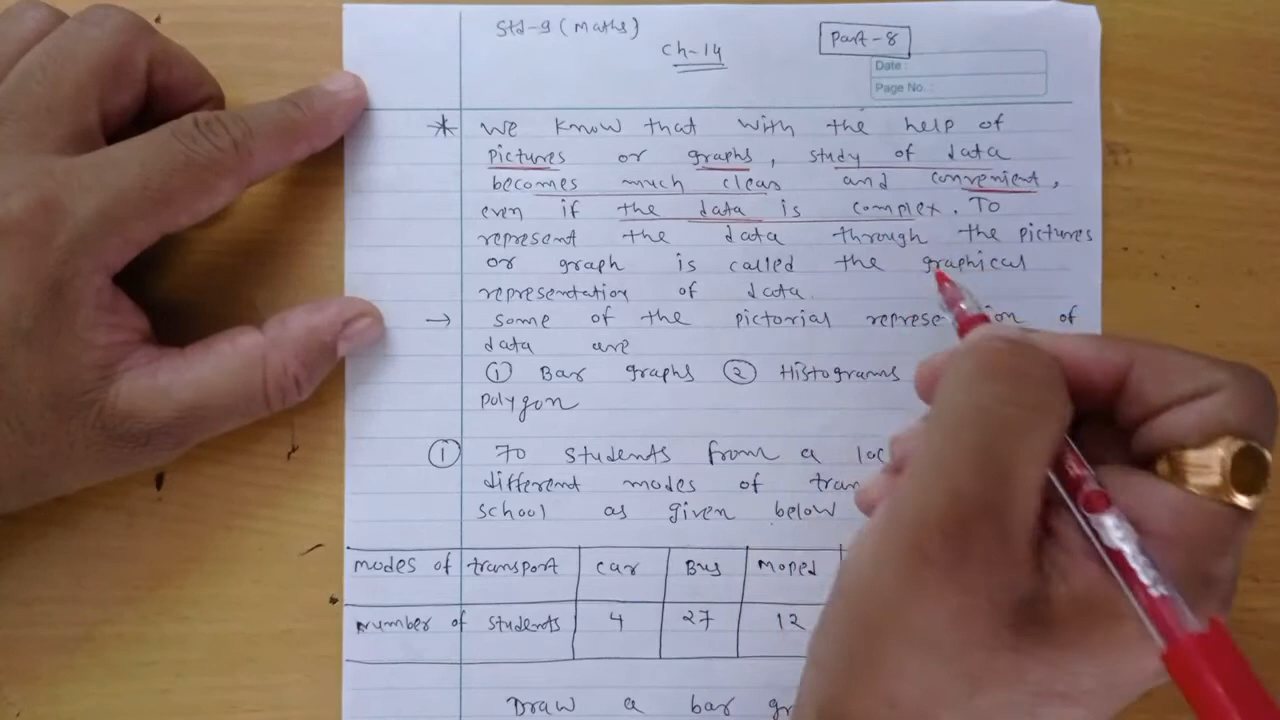 Std-9 (Maths)
Ch-14
Part-8
Date :
Page No. :
* We know that with the help of
pictures or graphs, study of data
becomes much clear and convenient,
even if the data is complex. To
represent the data through the pictures
or graph is called the graphical
representation of data.
→ Some of the pictorial represe ion of
data are
① Bar graphs ② Histograms
polygon
① 70 students from a loc
different modes of tran
school as given below
modes of transport Car Bus Moped
Number of students 4 27 12
Draw a bar gr